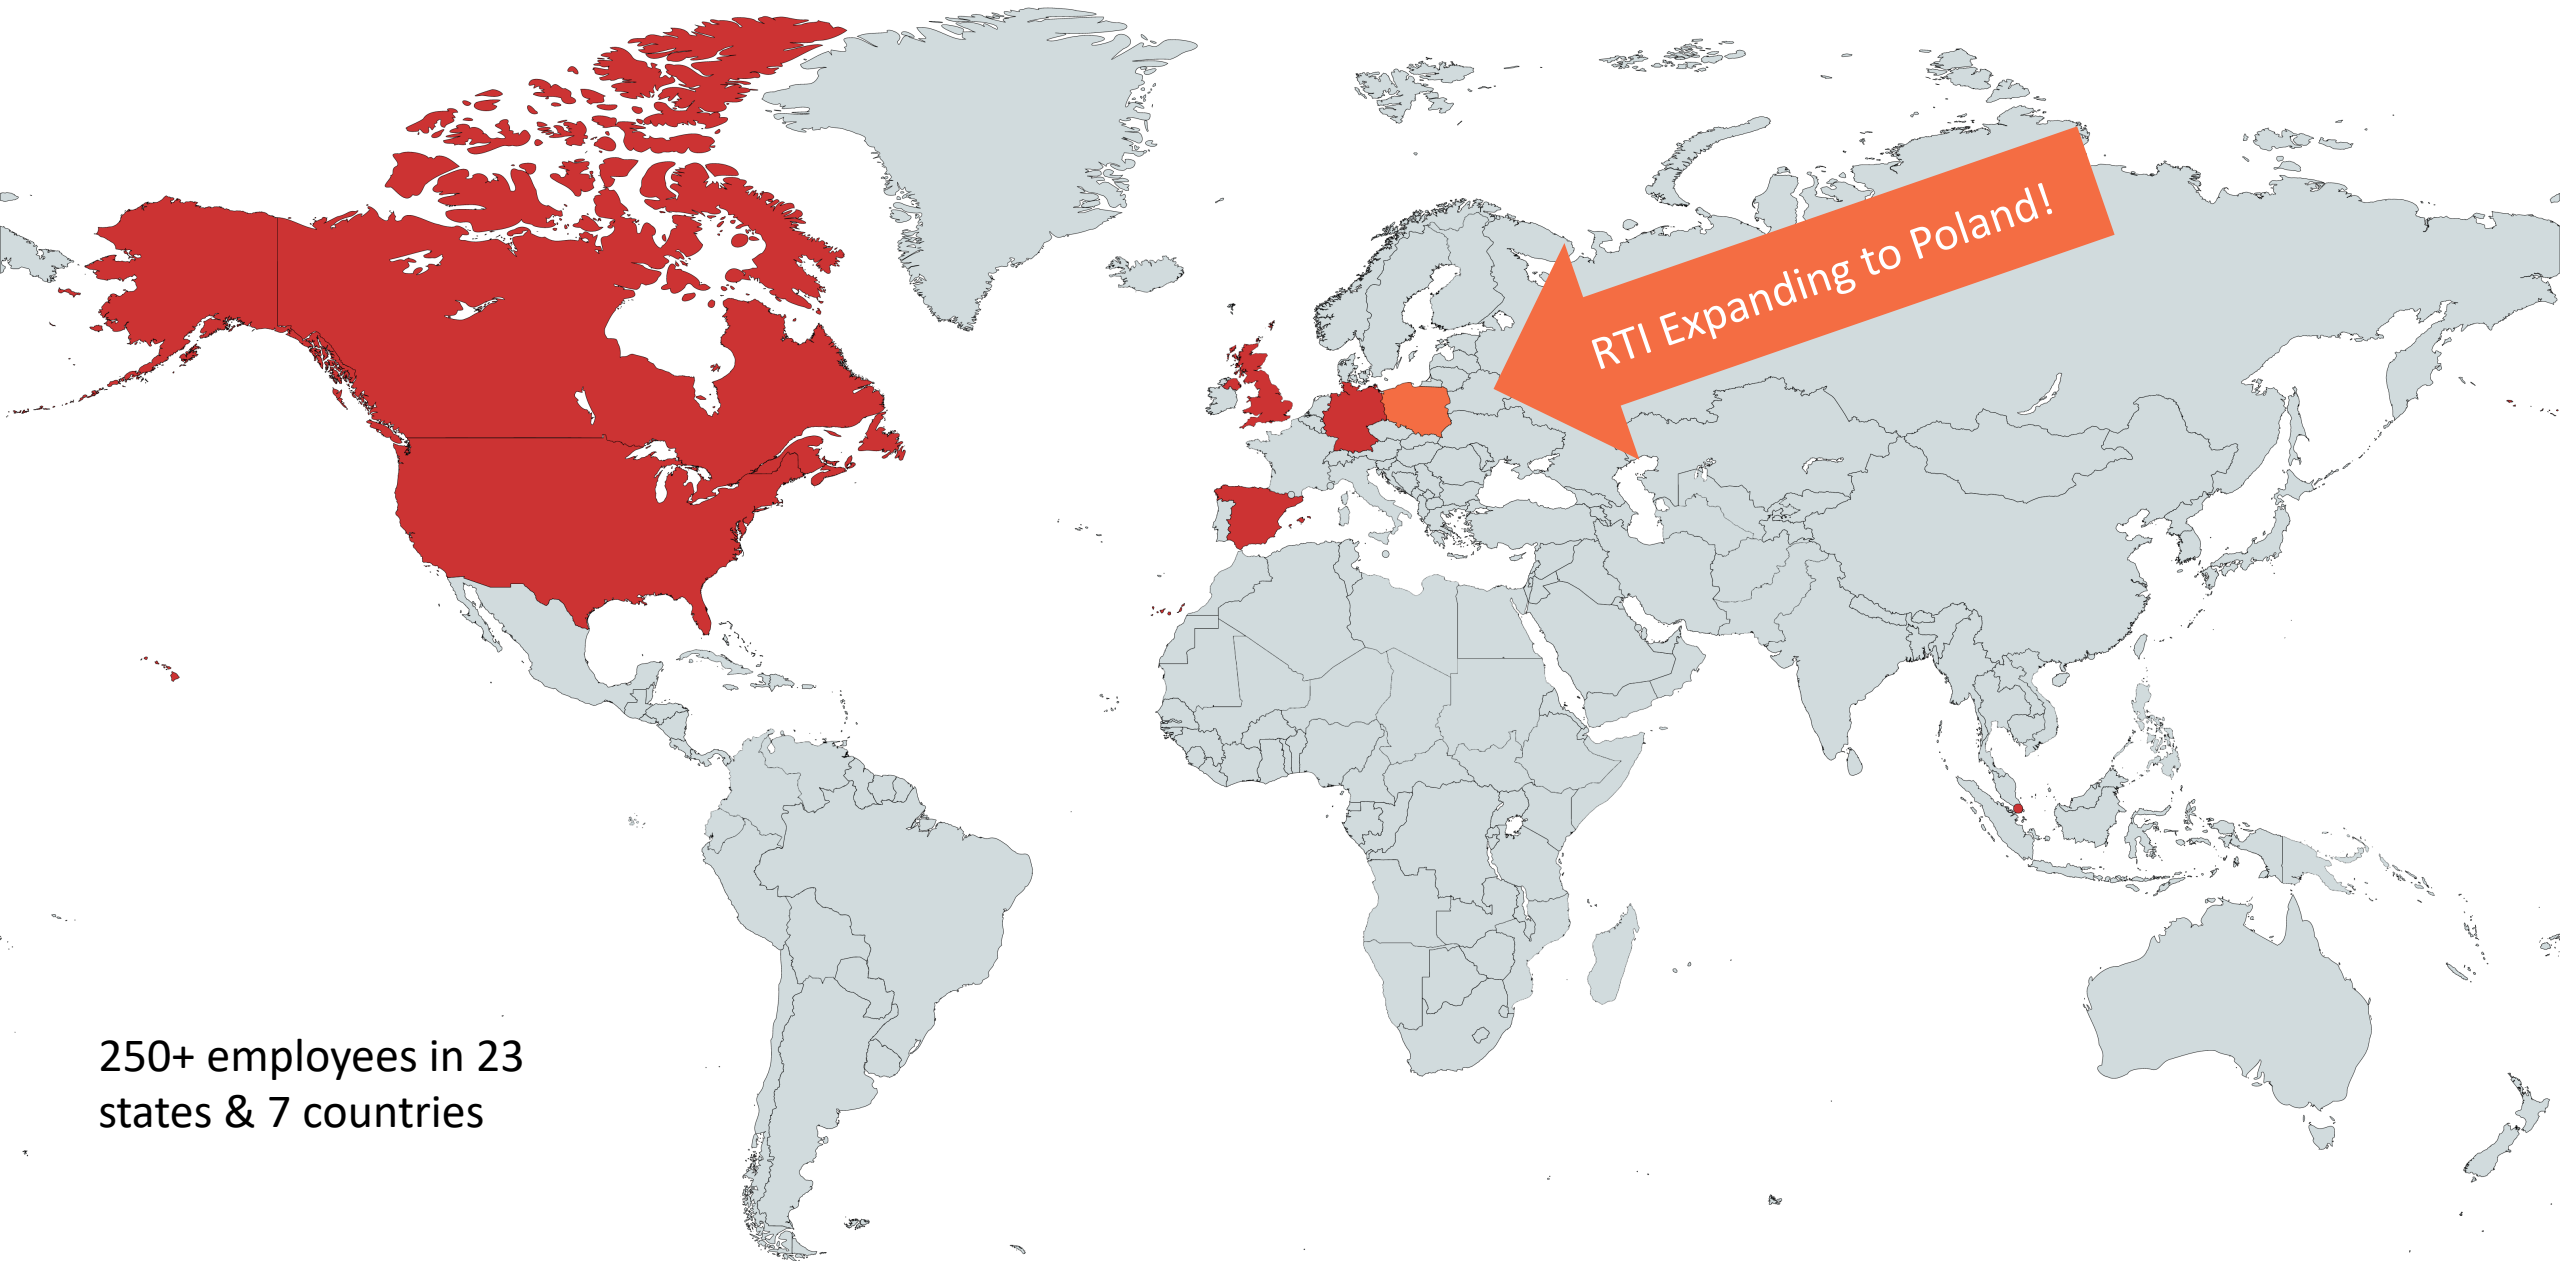 RTI Expanding to Poland!
250+ employees in 23
states & 7 countries